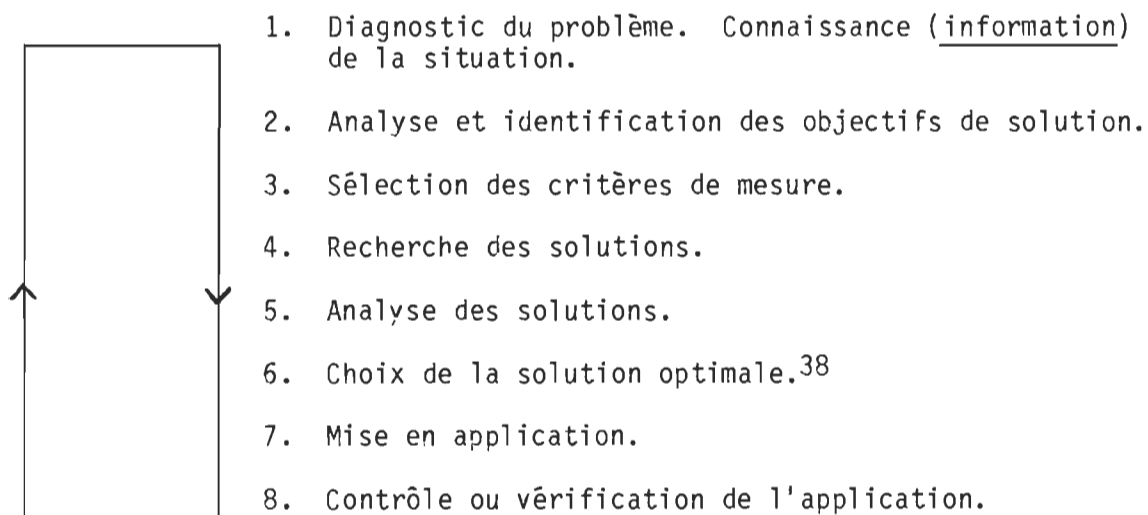 1. Diagnostic du problème. Connaissance (information)
de la situation.
2. Analyse et identification des objectifs de solution.
3. Sélection des critères de mesure.
4. Recherche des solutions.
5. Analyse des solutions.
6. Choix de la solution optimale.38
7. Mise en application.
8. Contrôle ou vérification de l'application.